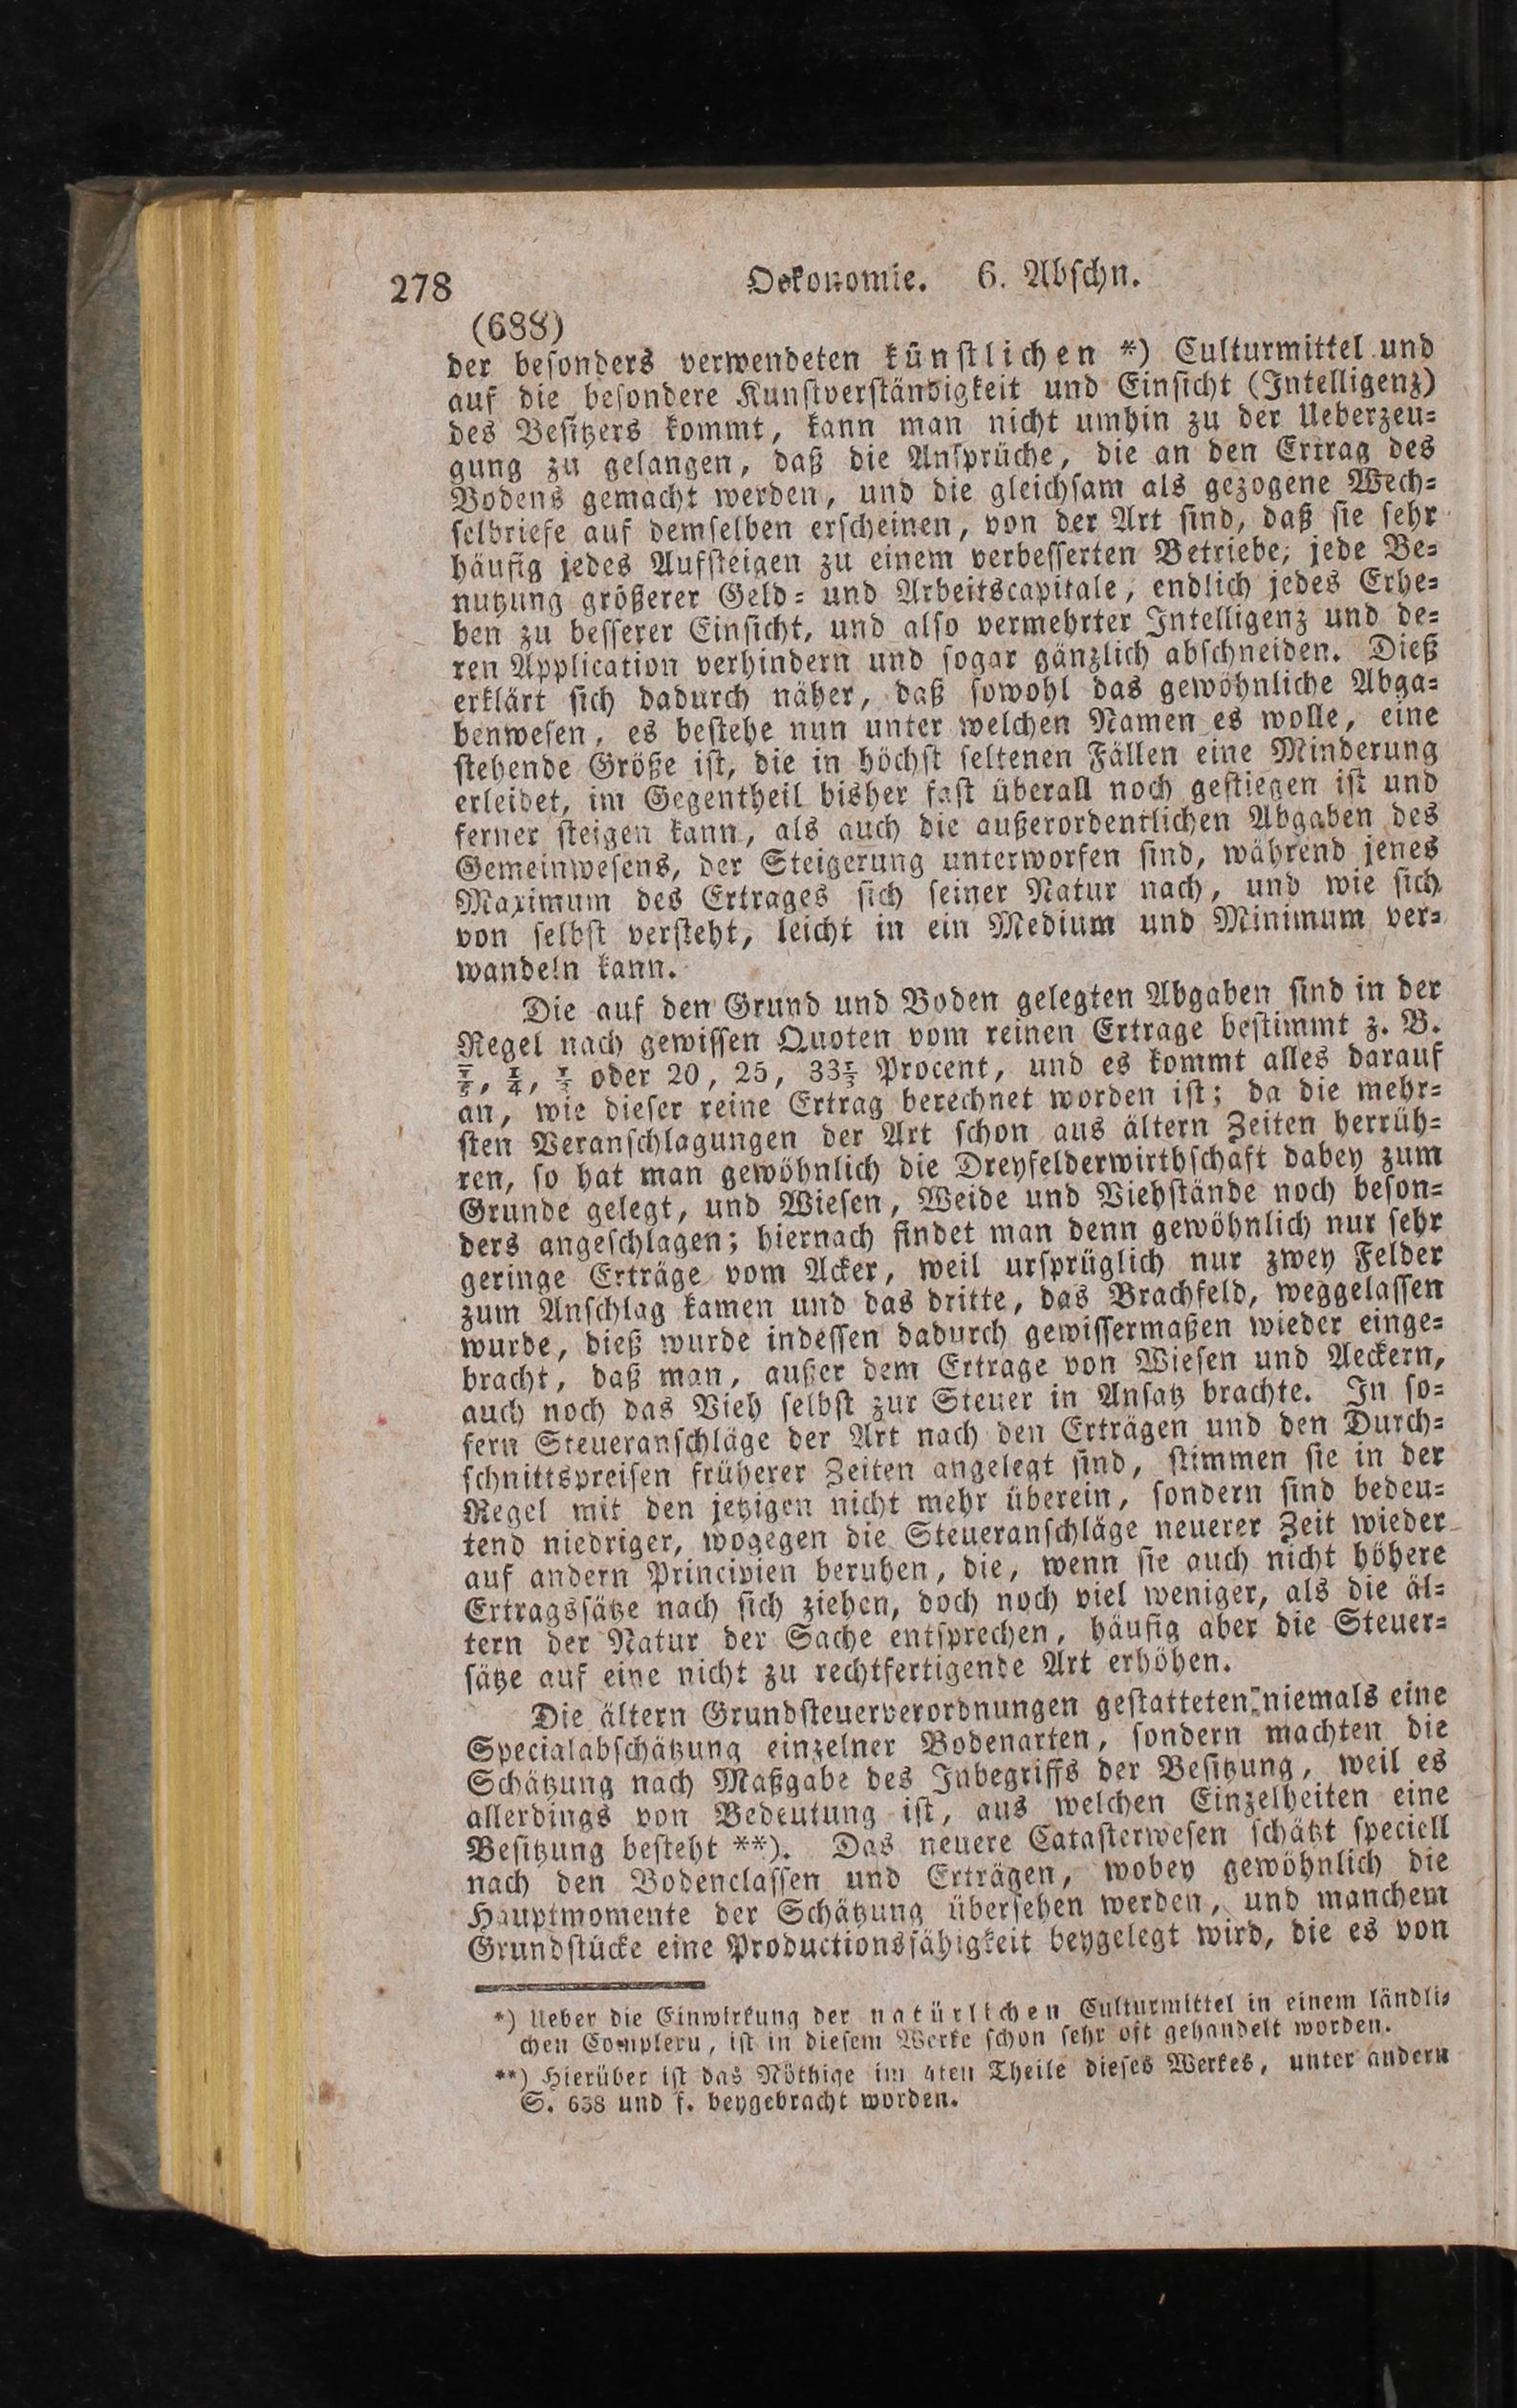 278 Oekonomie. 6. Abschn.
(688)
der besonders verwendeten künstlichen *) Culturmittel und
auf die besondere Kunstverständigkeit und Einsicht (Intelligenz)
des Besitzers kommt, kann man nicht umhin zu der Ueberzeu-
gung zu gelangen, daß die Ansprüche, die an den Ertrag des
Bodens gemacht werden, und die gleichsam als gezogene Wech-
selbriefe auf demselben erscheinen, von der Art sind, daß sie sehr
häufig jedes Aufsteigen zu einem verbesserten Betriebe, jede Be-
nutzung größerer Geld- und Arbeitscapitale, endlich jedes Erhe-
ben zu besserer Einsicht, und also vermehrter Intelligenz und de-
ren Application verhindern und sogar gänzlich abschneiden. Dieß
erklärt sich dadurch näher, daß sowohl das gewöhnliche Abga-
benwesen, es bestehe nun unter welchen Namen es wolle, eine
stehende Größe ist, die in höchst seltenen Fällen eine Minderung
erleidet, im Gegentheil bisher fast überall noch gestiegen ist und
ferner steigen kann, als auch die außerordentlichen Abgaben des
Gemeinwesens, der Steigerung unterworfen sind, während jenes
Maximum des Ertrages sich seiner Natur nach, und wie sich
von selbst versteht, leicht in ein Medium und Minimum ver-
wandeln kann.
Die auf den Grund und Boden gelegten Abgaben sind in der
Regel nach gewissen Quoten vom reinen Ertrage bestimmt z. B.
1/5, 1/4, 1/3 oder 20, 25, 33 1/3 Procent, und es kommt alles darauf
an, wie dieser reine Ertrag berechnet worden ist; da die mehr-
sten Veranschlagungen der Art schon aus ältern Zeiten herrüh-
ren, so hat man gewöhnlich die Dreyfelderwirthschaft dabey zum
Grunde gelegt, und Wiesen, Weide und Viehstände noch beson-
ders angeschlagen; hiernach findet man denn gewöhnlich nur sehr
geringe Erträge vom Acker, weil ursprüglich nur zwey Felder
zum Anschlag kamen und das dritte, das Brachfeld, weggelassen
wurde, dieß wurde indessen dadurch gewissermaßen wieder einge-
bracht, daß man, außer dem Ertrage von Wiesen und Aeckern,
auch noch das Vieh selbst zur Steuer in Ansatz brachte. In so-
fern Steueranschläge der Art nach den Erträgen und den Durch-
schnittspreisen früherer Zeiten angelegt sind, stimmen sie in der
Regel mit den jetzigen nicht mehr überein, sondern sind bedeu-
tend niedriger, wogegen die Steueranschläge neuerer Zeit wieder
auf andern Principien beruhen, die, wenn sie auch nicht höhere
Ertragssätze nach sich ziehen, doch noch viel weniger, als die äl-
tern der Natur der Sache entsprechen, häufig aber die Steuer-
sätze auf eine nicht zu rechtfertigende Art erhöhen.
Die ältern Grundsteuerverordnungen gestatteten niemals eine
Specialabschätzung einzelner Bodenarten, sondern machten die
Schätzung nach Maßgabe des Inbegriffs der Besitzung, weil es
allerdings von Bedeutung ist, aus welchen Einzelheiten eine
Besitzung besteht **). Das neuere Catasterwesen schätzt speciell
nach den Bodenclassen und Erträgen, wobey gewöhnlich die
Hauptmomente der Schätzung übersehen werden, und manchem
Grundstücke eine Productionsfähigkeit beygelegt wird, die es von
*) Ueber die Einwirkung der natürlichen Culturmittel in einem ländli-
chen Complexu, ist in diesem Werke schon sehr oft gehandelt worden.
**) Hierüber ist das Nöthige im 4ten Theile dieses Werkes, unter andern
S. 638 und f. beygebracht worden.